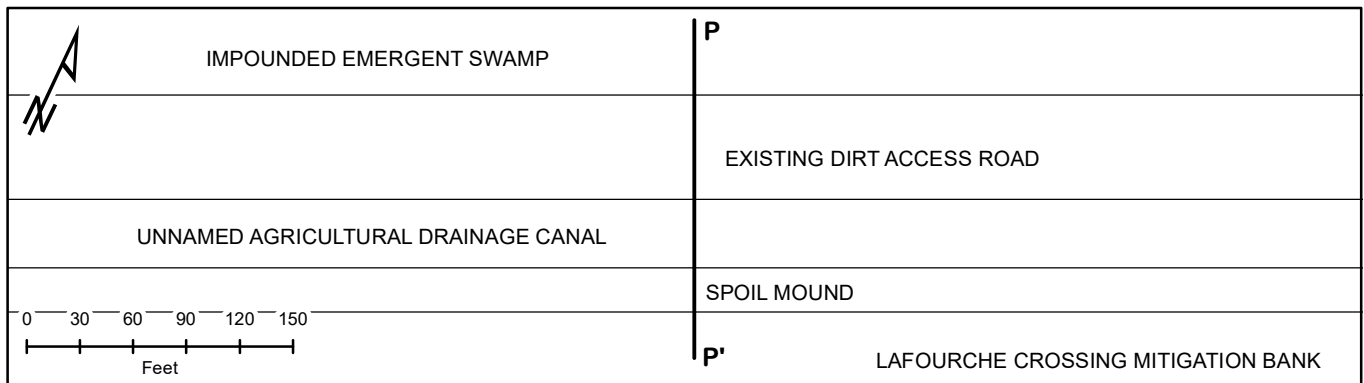 P
IMPOUNDED EMERGENT SWAMP
N
EXISTING DIRT ACCESS ROAD
UNNAMED AGRICULTURAL DRAINAGE CANAL
SPOIL MOUND
0 30 60 90 120 150
Feet
P'
LAFOURCHE CROSSING MITIGATION BANK